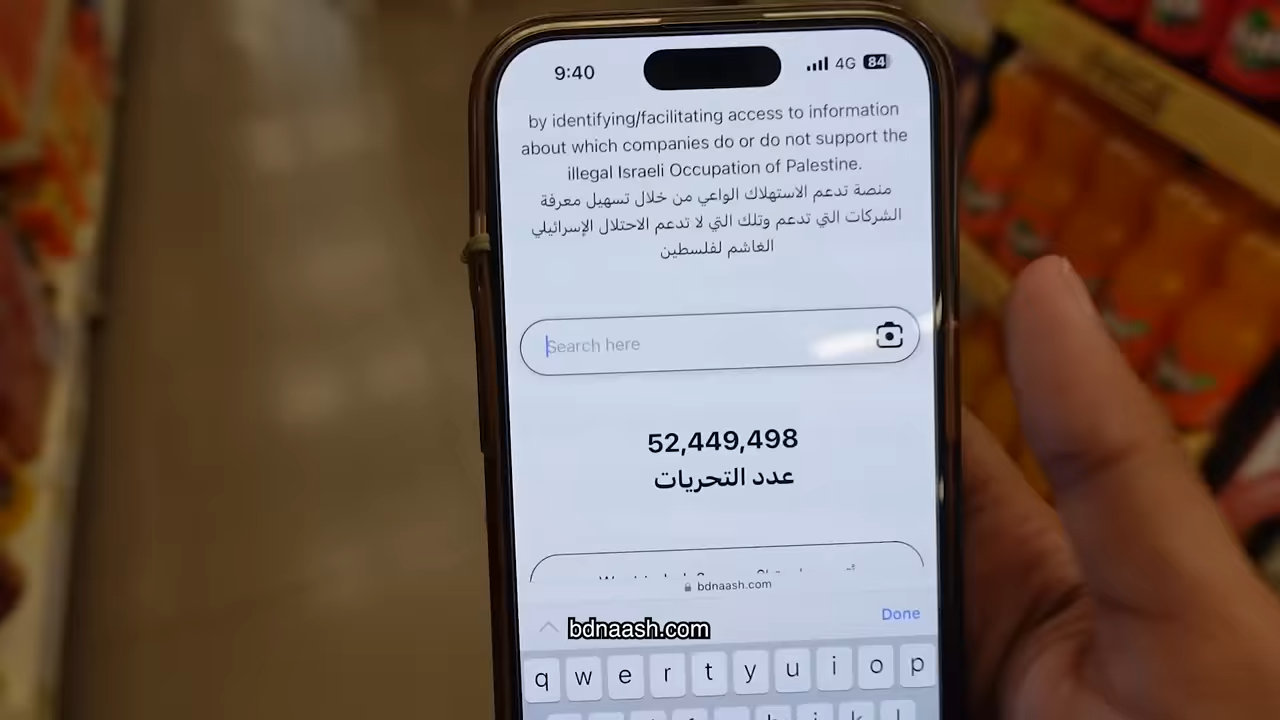 9:40
4G 84
by identifying/facilitating access to information
about which companies do or do not support the
illegal Israeli Occupation of Palestine.
منصة تدعم الاستهلاك الواعي من خلال تسهيل معرفة
الشركات التي تدعم وتلك التي لا تدعم الاحتلال الإسرائيلي
الغاشم لفلسطين
Search here
52,449,498
عدد التحريات
bdnaash.com
Done
bdnaash.com
q w e r t y u i o p